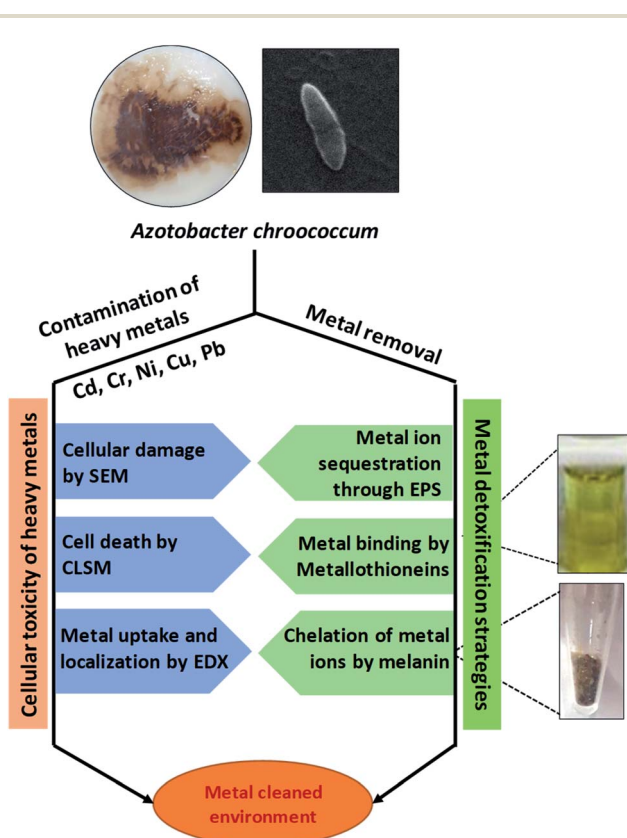 Azotobacter chroococcum
Contamination of
heavy metals
Cd, Cr, Ni, Cu, Pb
Metal removal
Cellular toxicity of heavy metals
Cellular damage
by SEM
Cell death by
CLSM
Metal uptake and
localization by EDX
Metal ion
sequestration
through EPS
Metal binding by
Metallothioneins
Chelation of metal
ions by melanin
Metal detoxification strategies
Metal cleaned
environment